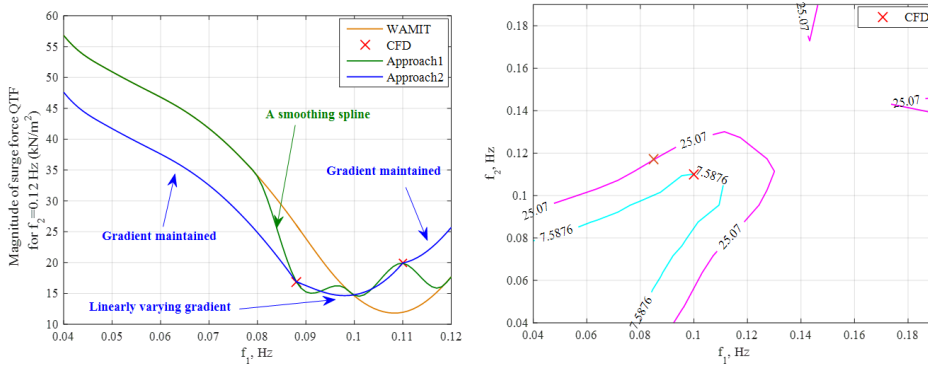 60
55
50
45
40
35
30
25
20
15
10
Magnitude of surge force QTF
for f2=0.12 Hz (kN/m²)
WAMIT
CFD
Approach1
Approach2
A smoothing spline
Gradient maintained
Gradient maintained
Linearly varying gradient
0.04 0.05 0.06 0.07 0.08 0.09 0.10 0.11 0.12
f1, Hz
0.18
0.16
0.14
0.12
0.1
0.08
0.06
0.04
f2, Hz
CFD
25.07
25.07
25.07
7.5876
25.07
7.5876
25.07
7.5876
0.04 0.06 0.08 0.1 0.12 0.14 0.16 0.18
f1, Hz